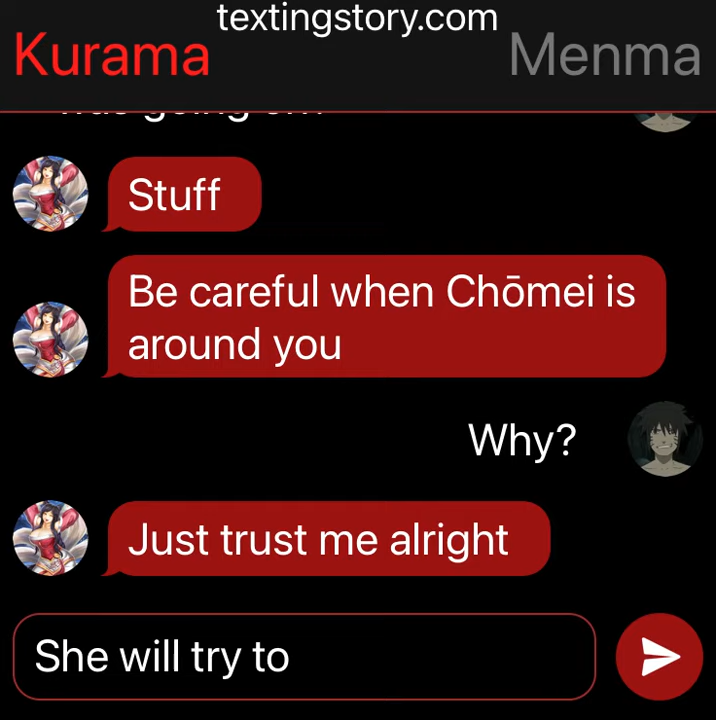 textingstory.com
Kurama
Menma
Stuff
Be careful when Chōmei is
around you
Why?
Just trust me alright
She will try to